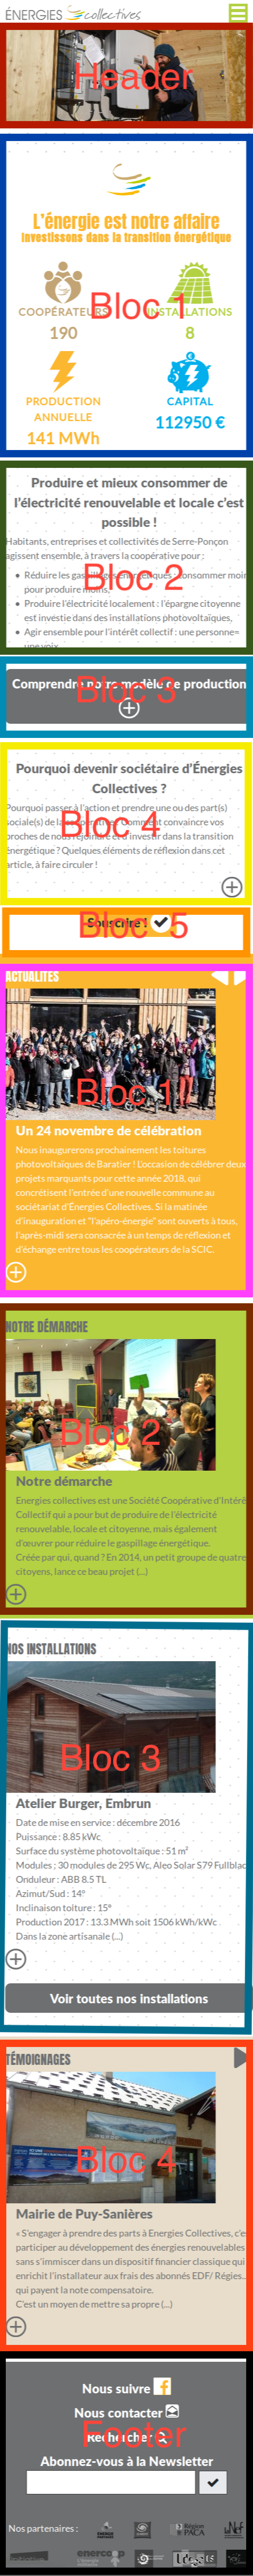 ÉNERGIES collectives
Header
L'énergie est notre affaire
Investissons dans la transition énergétique
Bloc 1
COOPÉRATEURS
INSTALLATIONS
190
8
PRODUCTION
ANNUELLE
CAPITAL
141 MWh
112950 €
Produire et mieux consommer de
l'électricité renouvelable et locale c'est
possible !
Habitants, entreprises et collectivités de Serre-Ponçon
agissent ensemble, à travers la coopérative pour :
Bloc 2
• Réduire les gaspillages énergétiques : consommer moin
pour produire moins,
• Produire l'électricité localement : l'épargne citoyenne
est investie dans des installations photovoltaïques,
• Agir ensemble pour l'intérêt collectif : une personne=
une voix
Comprendre notre modèle de production
Bloc 3
Pourquoi devenir sociétaire d'Énergies
Collectives ?
Pourquoi passer à l'action et prendre une ou des part(s)
sociale(s) de la coopérative ? Comment convaincre vos
proches de nous rejoindre et d'investir dans la transition
énergétique ? Quelques éléments de réflexion dans cet
article, à faire circuler !
Bloc 4
Souscrire !
Bloc 5
ACTUALITÉS
Bloc 1
Un 24 novembre de célébration
Nous inaugurerons prochainement les toitures
photovoltaïques de Baratier ! L'occasion de célébrer deux
projets marquants pour cette année 2018, qui
concrétisent l'entrée d'une nouvelle commune au
sociétariat d'Énergies Collectives. Si la matinée
d'inauguration et "l'apéro-énergie" sont ouverts à tous,
l'après-midi sera consacrée à un temps de réflexion et
d'échange entre tous les coopérateurs de la SCIC.
NOTRE DÉMARCHE
Bloc 2
Notre démarche
Energies collectives est une Société Coopérative d'Intérê
Collectif qui a pour but de produire de l'électricité
renouvelable, locale et citoyenne, mais également
d'œuvrer pour réduire le gaspillage énergétique.
Créée par qui, quand ? En 2014, un petit groupe de quatre
citoyens, lance ce beau projet (...)
NOS INSTALLATIONS
Bloc 3
Atelier Burger, Embrun
Date de mise en service : décembre 2016
Puissance : 8.85 kWc
Surface du système photovoltaïque : 51 m²
Modules : 30 modules de 295 Wc, Aleo Solar S79 Fullblac
Onduleur : ABB 8.5 TL
Azimut/Sud : 14°
Inclinaison toiture : 15°
Production 2017 : 13.3 MWh soit 1506 kWh/kWc
Dans la zone artisanale (...)
Voir toutes nos installations
TÉMOIGNAGES
Bloc 4
Mairie de Puy-Sanières
« S'engager à prendre des parts à Energies Collectives, c'e
participer au développement des énergies renouvelables
sans s'immiscer dans un dispositif financier classique qui
enrichit l'installateur aux frais des abonnés EDF/ Régies..
qui payent la note compensatoire.
C'est un moyen de mettre sa propre (...)
Nous suivre
Nous contacter
Rechercher
Footer
Abonnez-vous à la Newsletter
Nos partenaires :
Région
PACA
Nef
enercoop